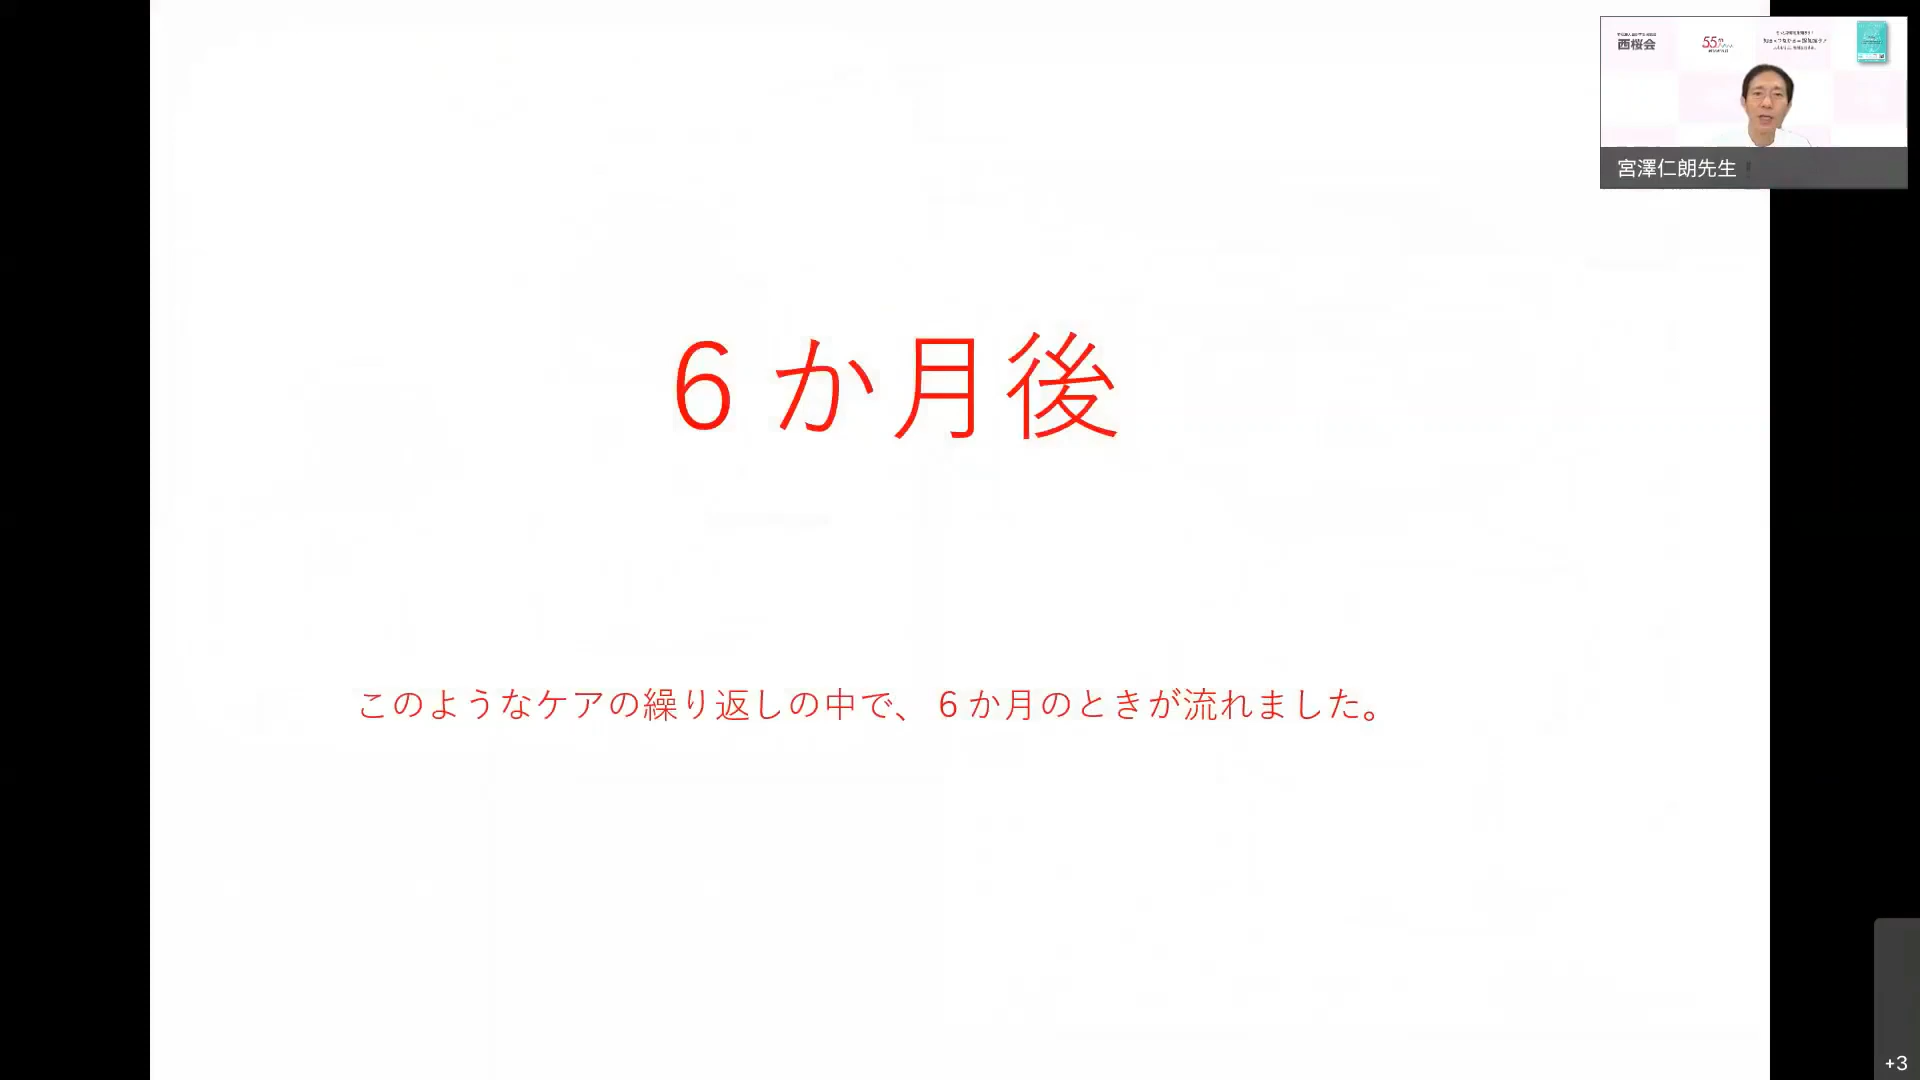 西桜会
55th
宮澤仁朗先生
６か月後
このようなケアの繰り返しの中で、６か月のときが流れました。
+3